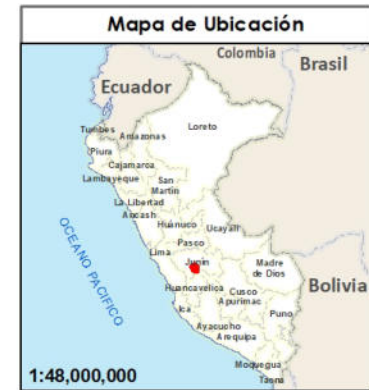 Mapa de Ubicación
Colombia
Brasil
Ecuador
Tumbes
Amazonas
Loreto
Piura
Cajamarca
Lambayeque
San
Martin
La Libertad
Ancash
Huánuco
Ucayali
Pasco
OCEANO PACIFICO
Lima
Junín
Madre
de Dios
Huancavelica
Cusco
Apurimac
Bolivia
Ica
Puno
Ayacucho
Arequipa
Moquegua
Tacna
1:48,000,000